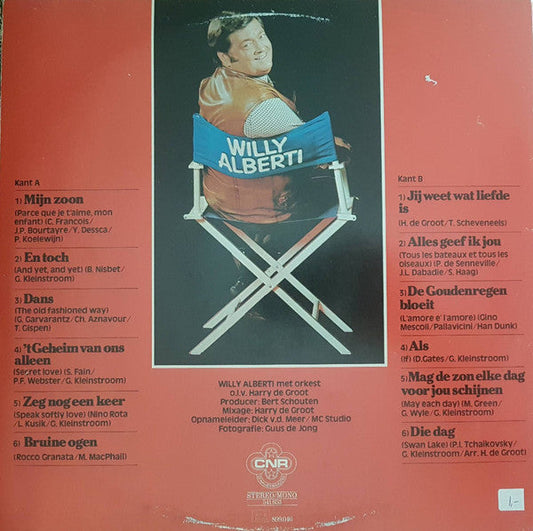 WILLY
ALBERTI
Kant A
1) Mijn zoon
(Parce que je t'aime, mon
enfant) (C. Francois/
J.P. Bourtayre/Y. Dessca/
P. Koelewijn)
2) En toch
(And yet, and yet) (B. Nisbet/
G. Kleinstroom)
3) Dans
(The old fashioned way)
(G. Garvarantz/Ch. Aznavour/
T. Gispen)
4) 't Geheim van ons
alleen
(Secret love) (S. Fain/
P.F. Webster/G. Kleinstroom)
5) Zeg nog een keer
(Speak softly love) (Nino Rota
/L. Kusik/G. Kleinstroom)
6) Bruine ogen
(Rocco Granata/M. MacPhail)
Kant B
1) Jij weet wat liefde
is
(H. de Groot/T. Scheveneels)
2) Alles geef ik jou
(Tous les bateaux et tous les
oiseaux) (P. de Senneville/
J.L. Dabadie/S. Haag)
3) De Goudenregen
bloeit
(L'amore e' l'amore) (Gino
Mescoli/Pallavicini/Han Dunk)
4) Als
(If) (D. Gates/G. Kleinstroom)
5) Mag de zon elke dag
voor jou schijnen
(May each day) (M. Green/
G. Wyle/G. Kleinstroom)
6) Die dag
(Swan Lake) (P.I. Tchaikovsky/
G. Kleinstroom/Arr. H. de Groot)
WILLY ALBERTI met orkest
o.l.v. Harry de Groot
Producer: Bert Schouten
Mixage: Harry de Groot
Opnameleider: Dick v.d. Meer/MC Studio
Fotografie: Guus de Jong
CNR
STEREO/MONO
1,-